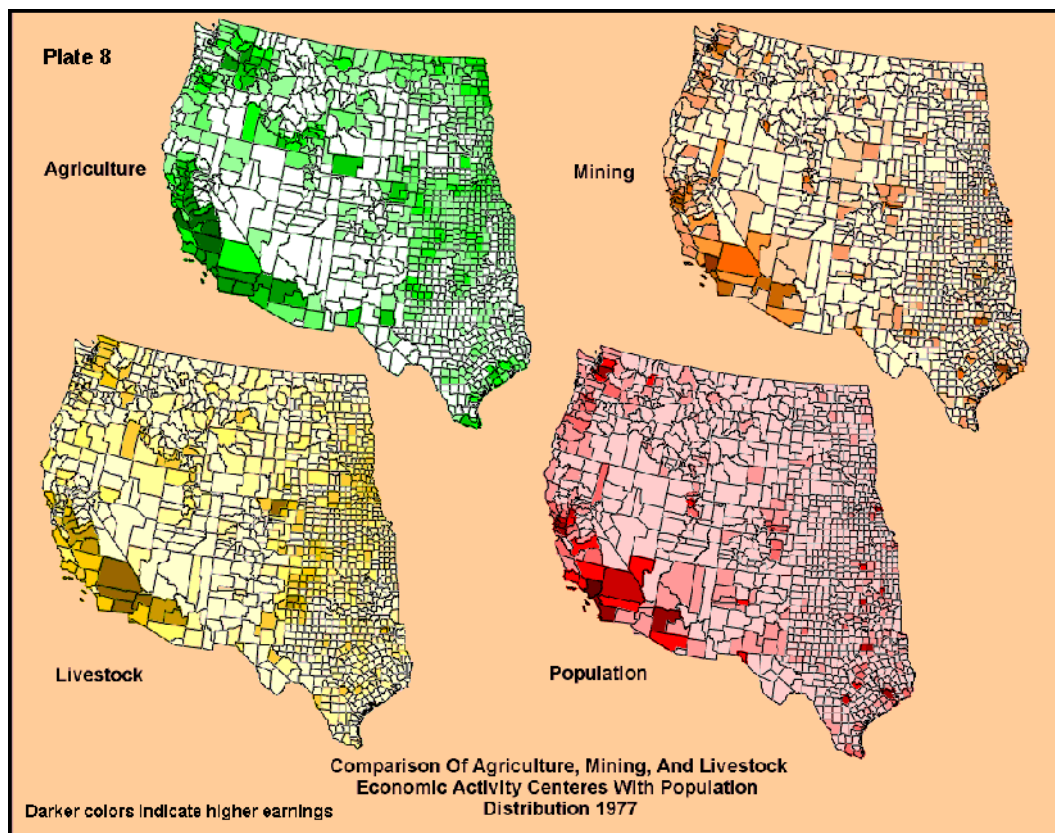 Plate 8
Agriculture
Mining
Livestock
Population
Comparison Of Agriculture, Mining, And Livestock
Economic Activity Centeres With Population
Distribution 1977
Darker colors indicate higher earnings